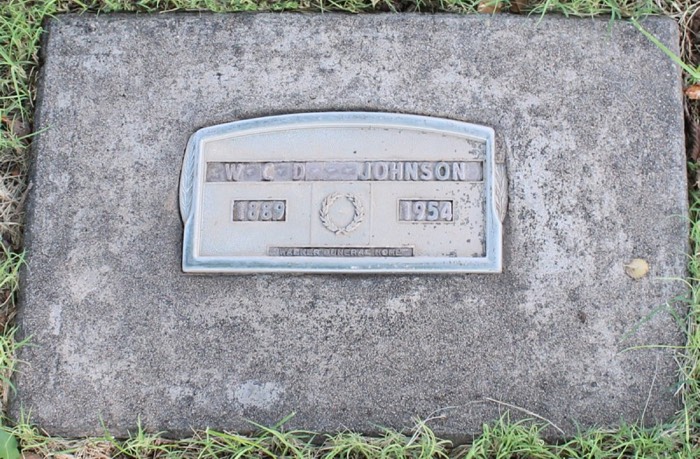 W C D JOHNSON
1889 1954
FUNERAL HOME